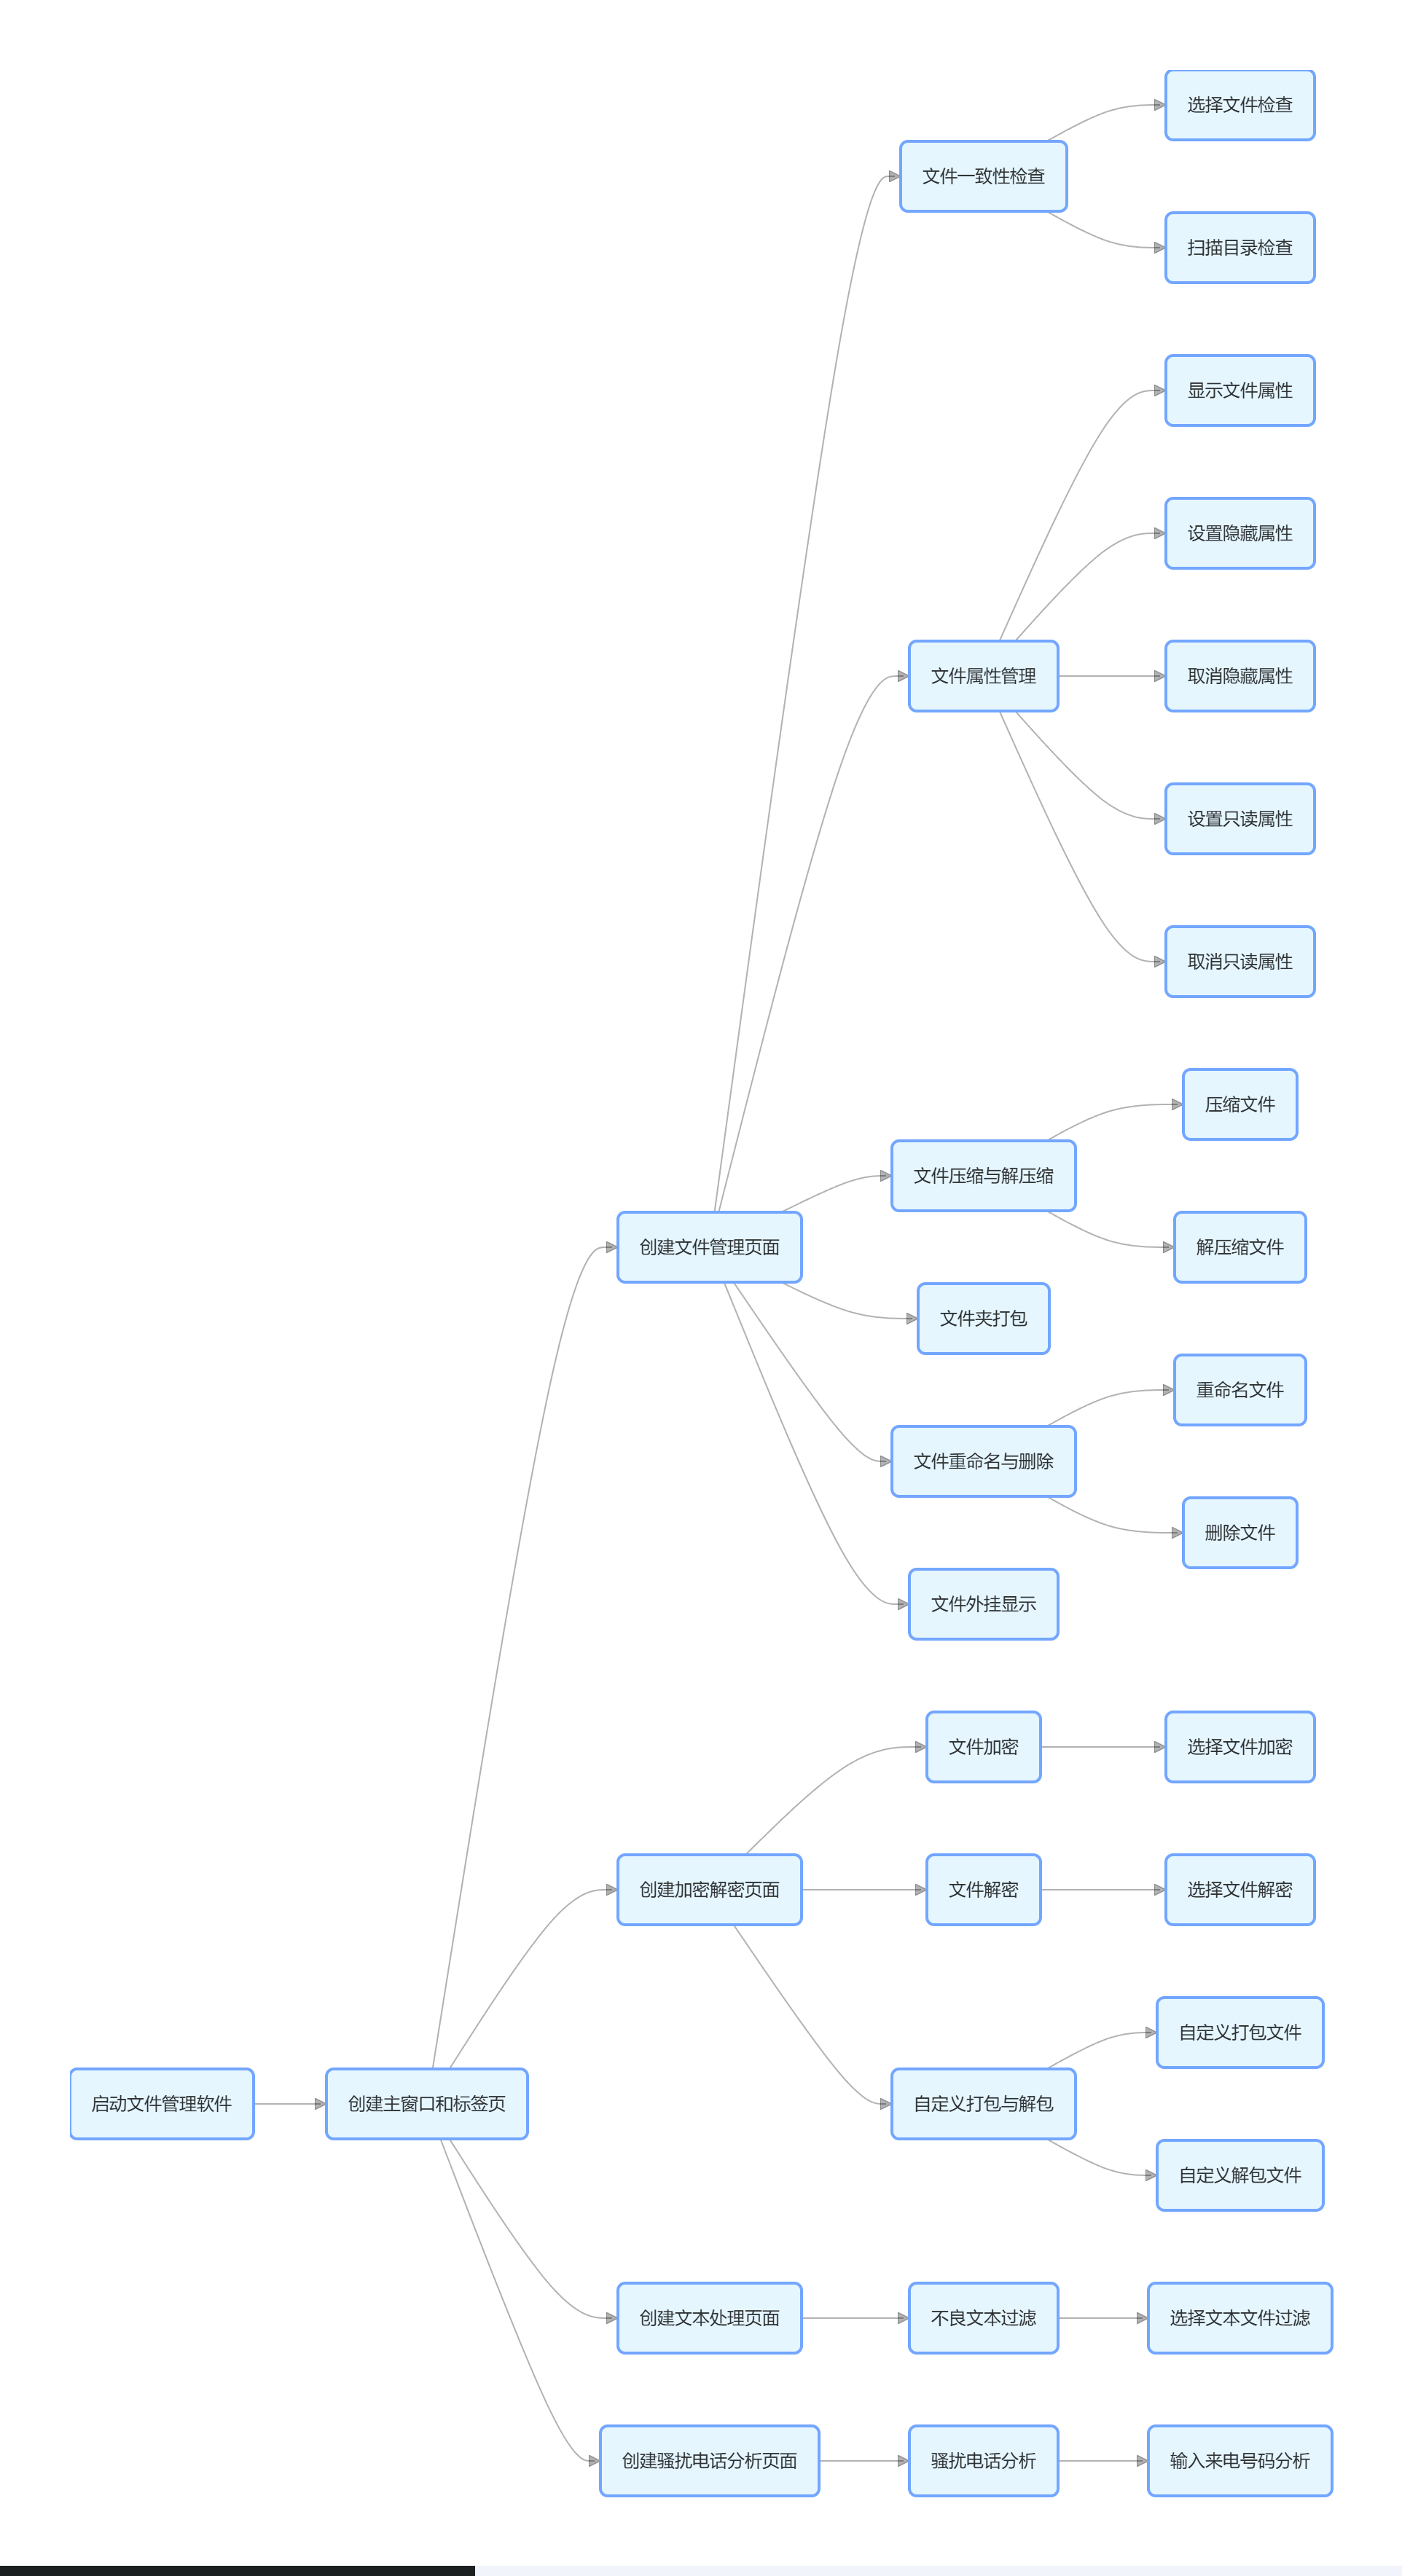 选择文件检查
文件一致性检查
扫描目录检查
显示文件属性
设置隐藏属性
文件属性管理
取消隐藏属性
设置只读属性
取消只读属性
压缩文件
文件压缩与解压缩
创建文件管理页面
解压缩文件
文件夹打包
重命名文件
文件重命名与删除
删除文件
文件外挂显示
文件加密
选择文件加密
创建加密解密页面
文件解密
选择文件解密
自定义打包文件
启动文件管理软件
创建主窗口和标签页
自定义打包与解包
自定义解包文件
创建文本处理页面
不良文本过滤
选择文本文件过滤
创建骚扰电话分析页面
骚扰电话分析
输入来电号码分析